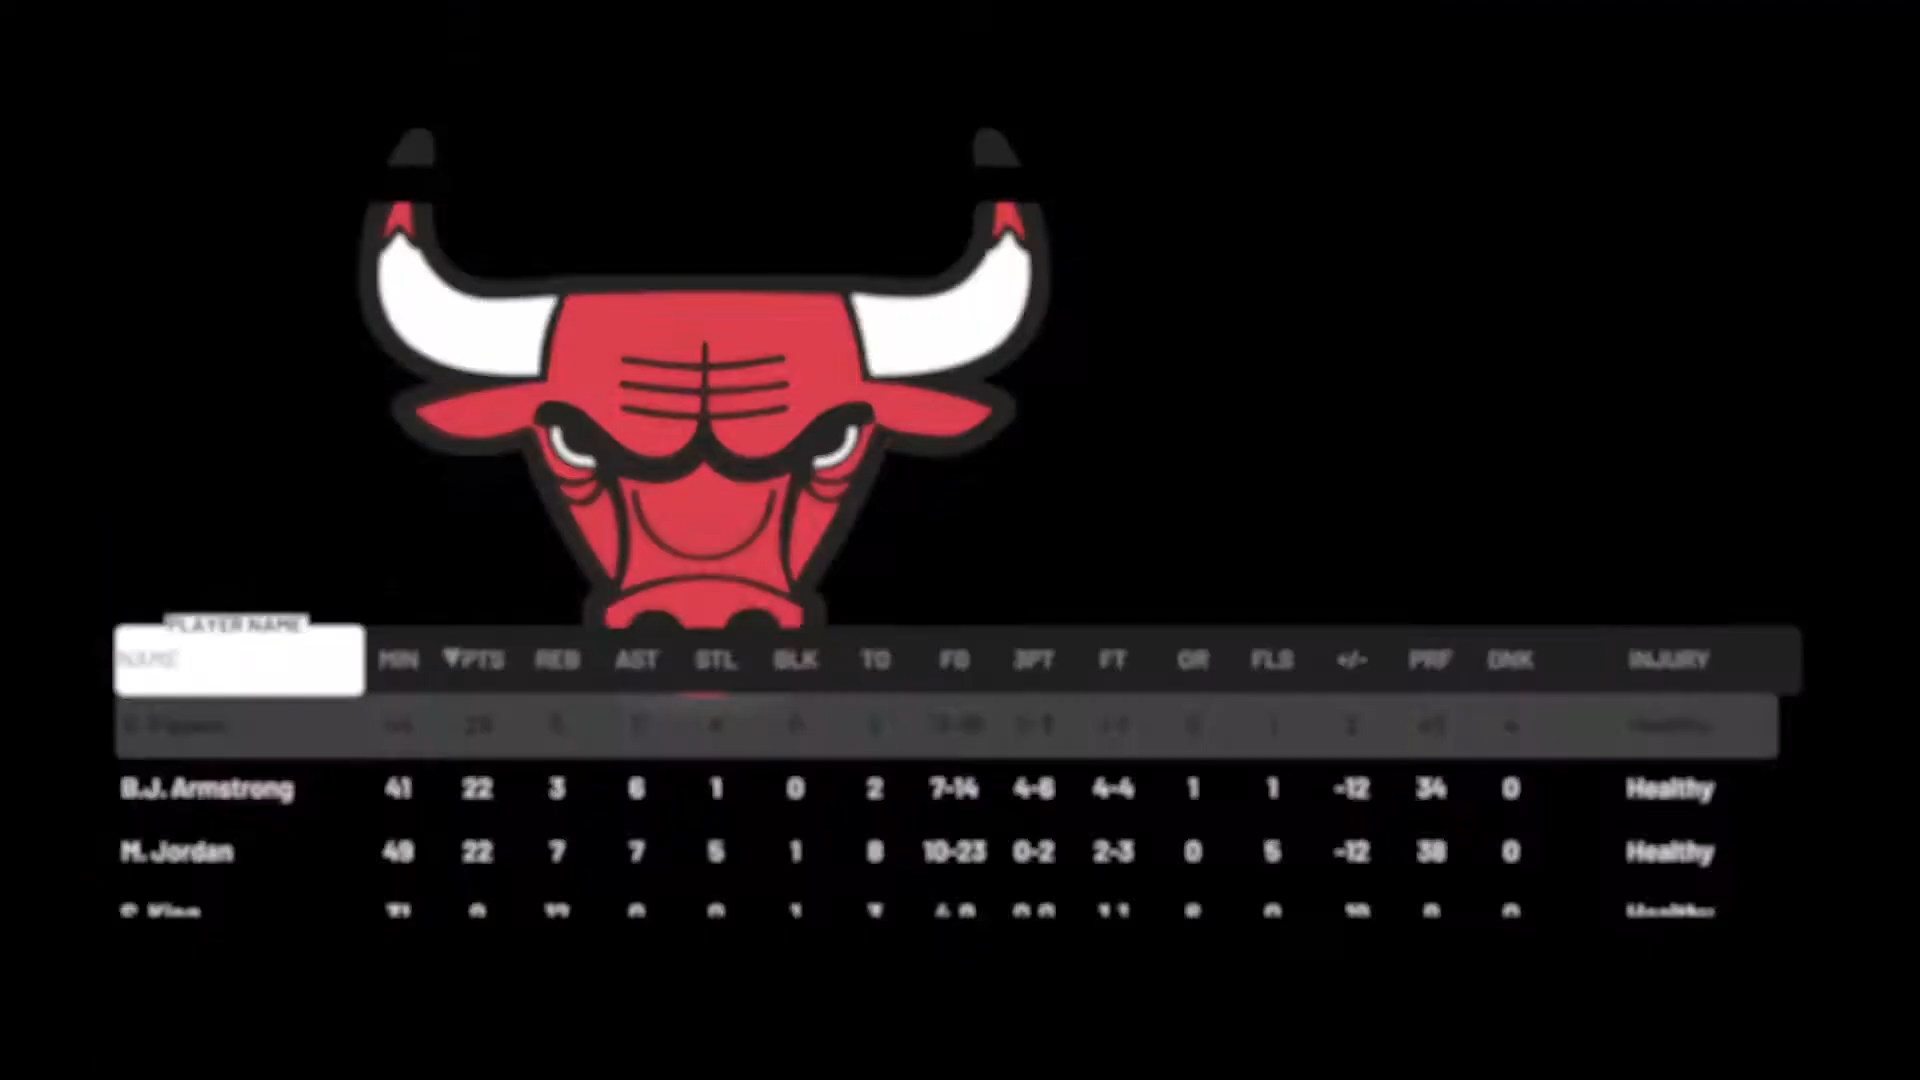 PLAYER NAME
NAME MIN ▼PTS REB AST STL BLK TO FG 3PT FT OR FLS +/- PRF DNK INJURY
Healthy
B.J. Armstrong 41 22 3 6 1 0 2 7-14 4-6 4-4 1 1 -12 34 0 Healthy
M. Jordan 49 22 7 7 5 1 8 10-23 0-2 2-3 0 5 -12 38 0 Healthy
S. King